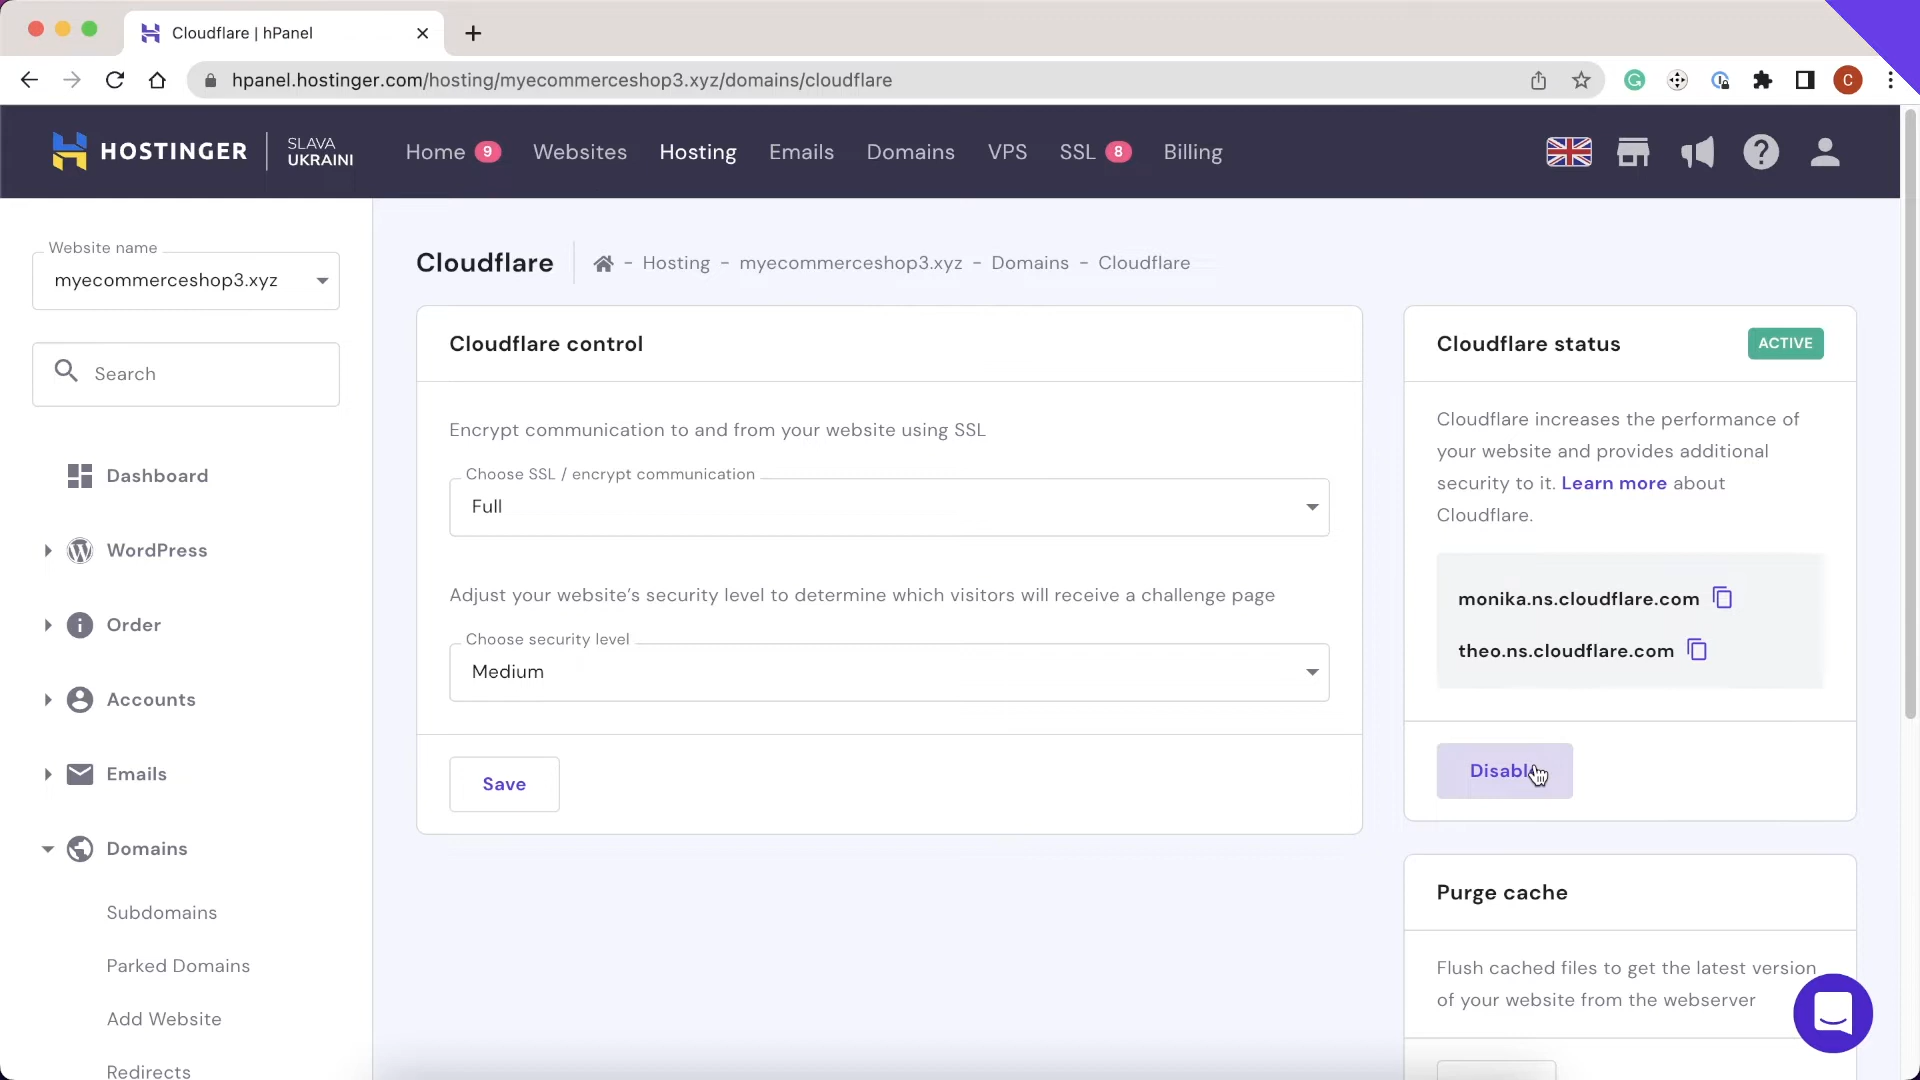 Cloudflare | hPanel
hpanel.hostinger.com/hosting/myecommerceshop3.xyz/domains/cloudflare
C
HOSTINGER
SLAVA
UKRAINI
Home 9
Websites
Hosting
Emails
Domains
VPS
SSL 8
Billing
Website name
myecommerceshop3.xyz
Search
Dashboard
WordPress
Order
Accounts
Emails
Domains
Subdomains
Parked Domains
Add Website
Redirects
Cloudflare
- Hosting - myecommerceshop3.xyz - Domains - Cloudflare
Cloudflare control
Encrypt communication to and from your website using SSL
Choose SSL / encrypt communication
Full
Adjust your website's security level to determine which visitors will receive a challenge page
Choose security level
Medium
Save
Cloudflare status
ACTIVE
Cloudflare increases the performance of
your website and provides additional
security to it. Learn more about
Cloudflare.
monika.ns.cloudflare.com
theo.ns.cloudflare.com
Disable
Purge cache
Flush cached files to get the latest version
of your website from the webserver